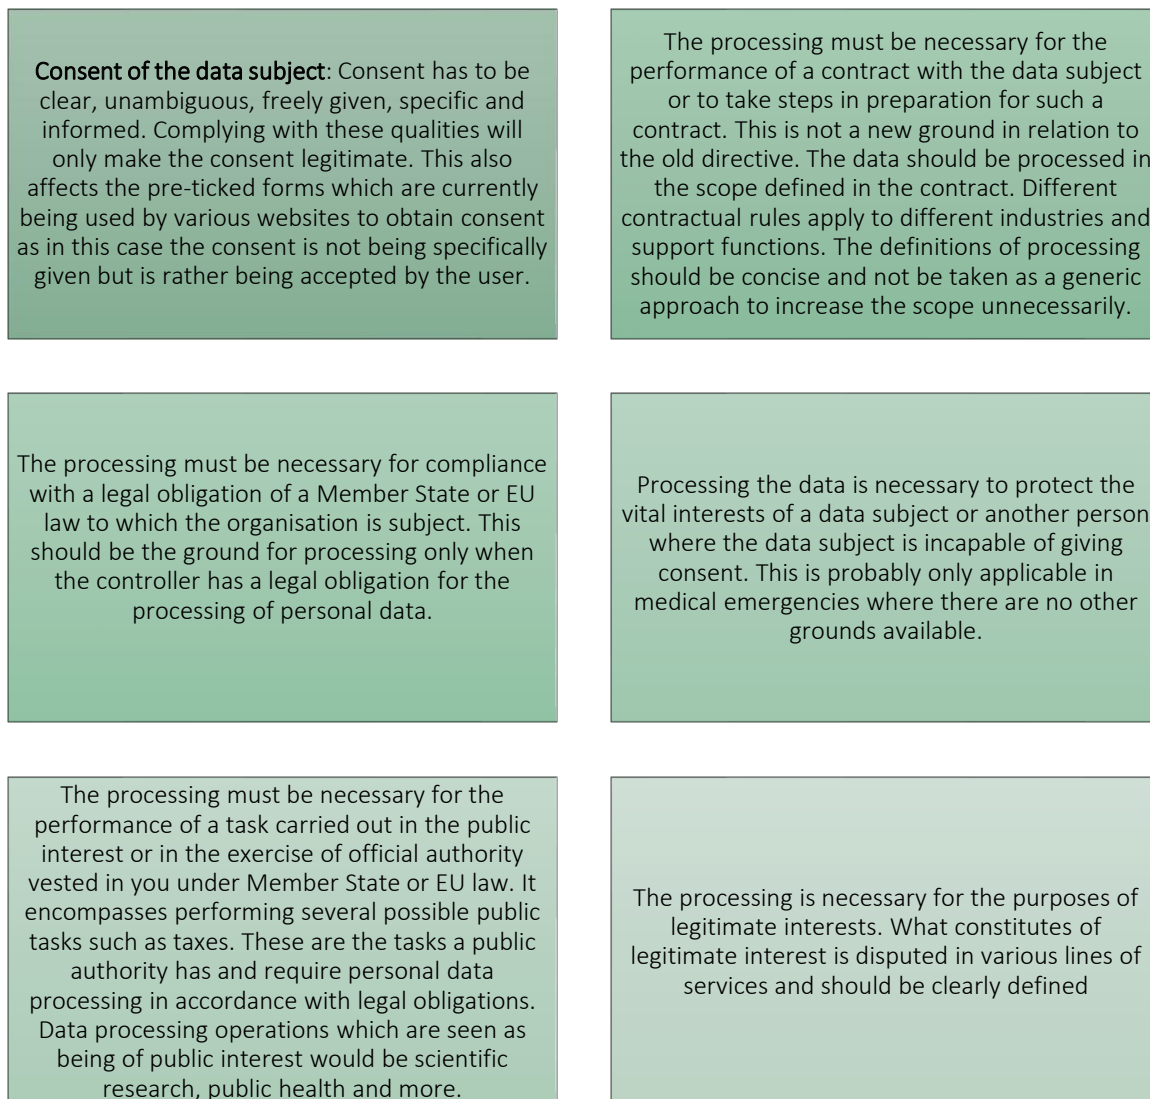 Consent of the data subject: Consent has to be
clear, unambiguous, freely given, specific and
informed. Complying with these qualities will
only make the consent legitimate. This also
affects the pre-ticked forms which are currently
being used by various websites to obtain consent
as in this case the consent is not being specifically
given but is rather being accepted by the user.
The processing must be necessary for the
performance of a contract with the data subject
or to take steps in preparation for such a
contract. This is not a new ground in relation to
the old directive. The data should be processed in
the scope defined in the contract. Different
contractual rules apply to different industries and
support functions. The definitions of processing
should be concise and not be taken as a generic
approach to increase the scope unnecessarily.
The processing must be necessary for compliance
with a legal obligation of a Member State or EU
law to which the organisation is subject. This
should be the ground for processing only when
the controller has a legal obligation for the
processing of personal data.
Processing the data is necessary to protect the
vital interests of a data subject or another person
where the data subject is incapable of giving
consent. This is probably only applicable in
medical emergencies where there are no other
grounds available.
The processing must be necessary for the
performance of a task carried out in the public
interest or in the exercise of official authority
vested in you under Member State or EU law. It
encompasses performing several possible public
tasks such as taxes. These are the tasks a public
authority has and require personal data
processing in accordance with legal obligations.
Data processing operations which are seen as
being of public interest would be scientific
research, public health and more.
The processing is necessary for the purposes of
legitimate interests. What constitutes of
legitimate interest is disputed in various lines of
services and should be clearly defined